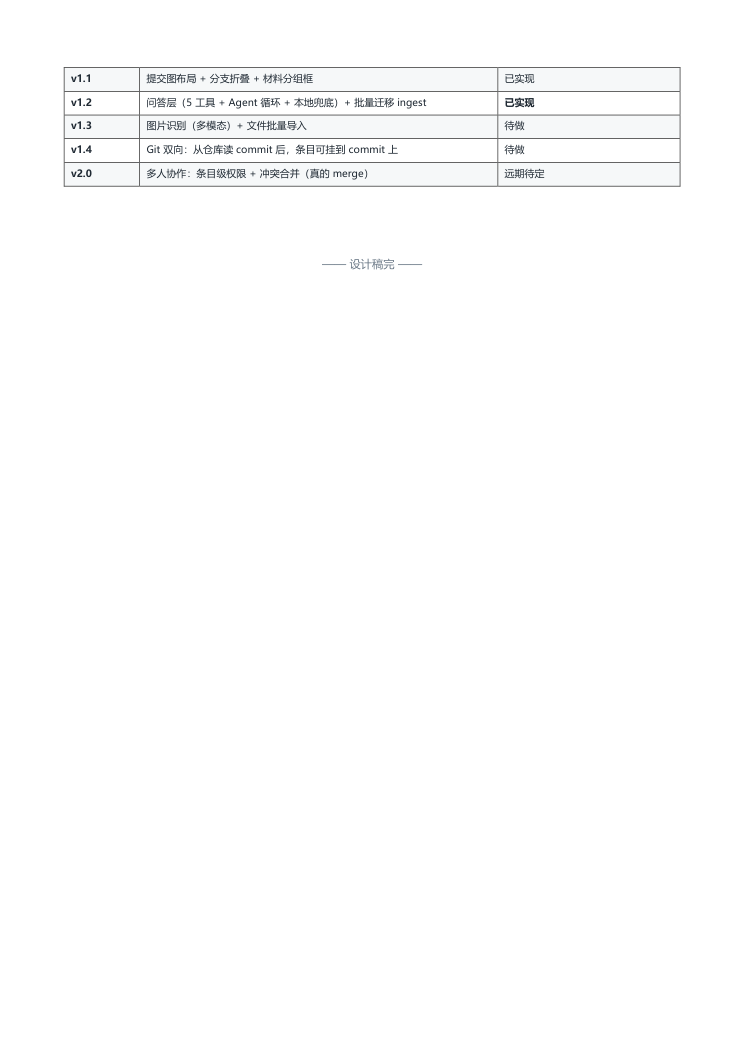 v1.1 提交图布局 + 分支折叠 + 材料分组框 已实现
v1.2 问答层（5 工具 + Agent 循环 + 本地兜底）+ 批量迁移 ingest 已实现
v1.3 图片识别（多模态）+ 文件批量导入 待做
v1.4 Git 双向：从仓库读 commit 后，条目可挂到 commit 上 待做
v2.0 多人协作：条目级权限 + 冲突合并（真的 merge） 远期待定
—— 设计稿完 ——